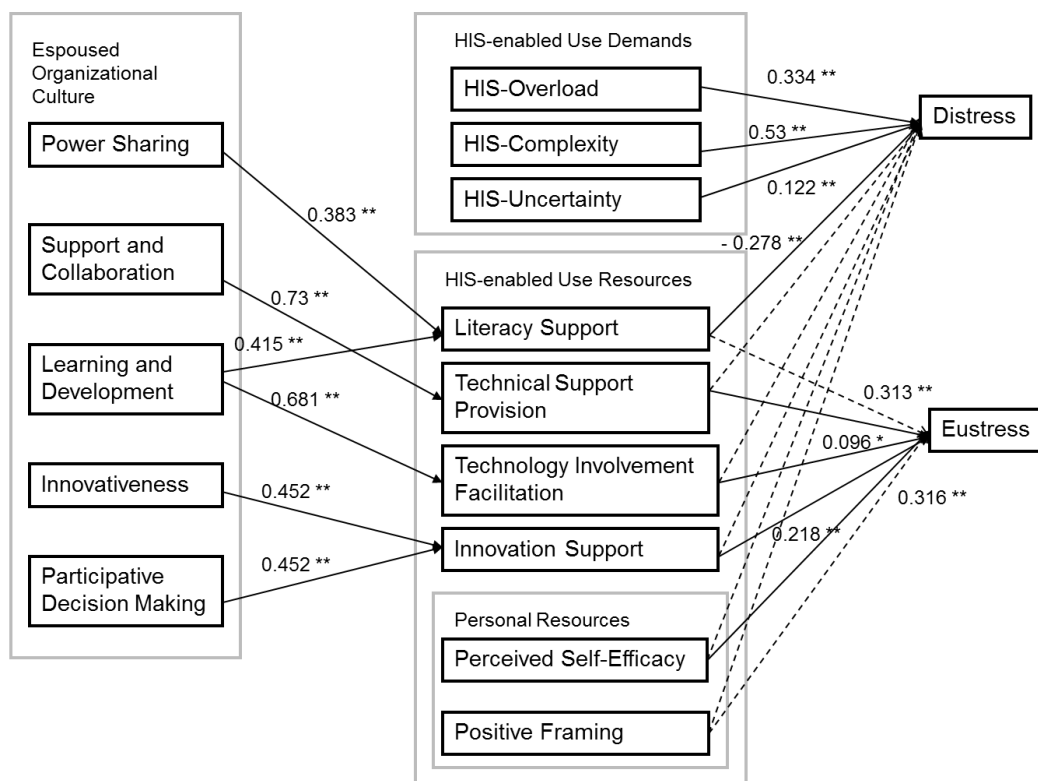 Espoused
Organizational
Culture
Power Sharing
Support and
Collaboration
Learning and
Development
Innovativeness
Participative
Decision Making
0.383 **
0.73 **
0.415 **
0.681 **
0.452 **
0.452 **
HIS-enabled Use Demands
HIS-Overload
HIS-Complexity
HIS-Uncertainty
HIS-enabled Use Resources
Literacy Support
Technical Support
Provision
Technology Involvement
Facilitation
Innovation Support
Personal Resources
Perceived Self-Efficacy
Positive Framing
0.334 **
0.53 **
0.122 **
- 0.278 **
0.313 **
0.096 *
0.316 **
0.218 **
Distress
Eustress